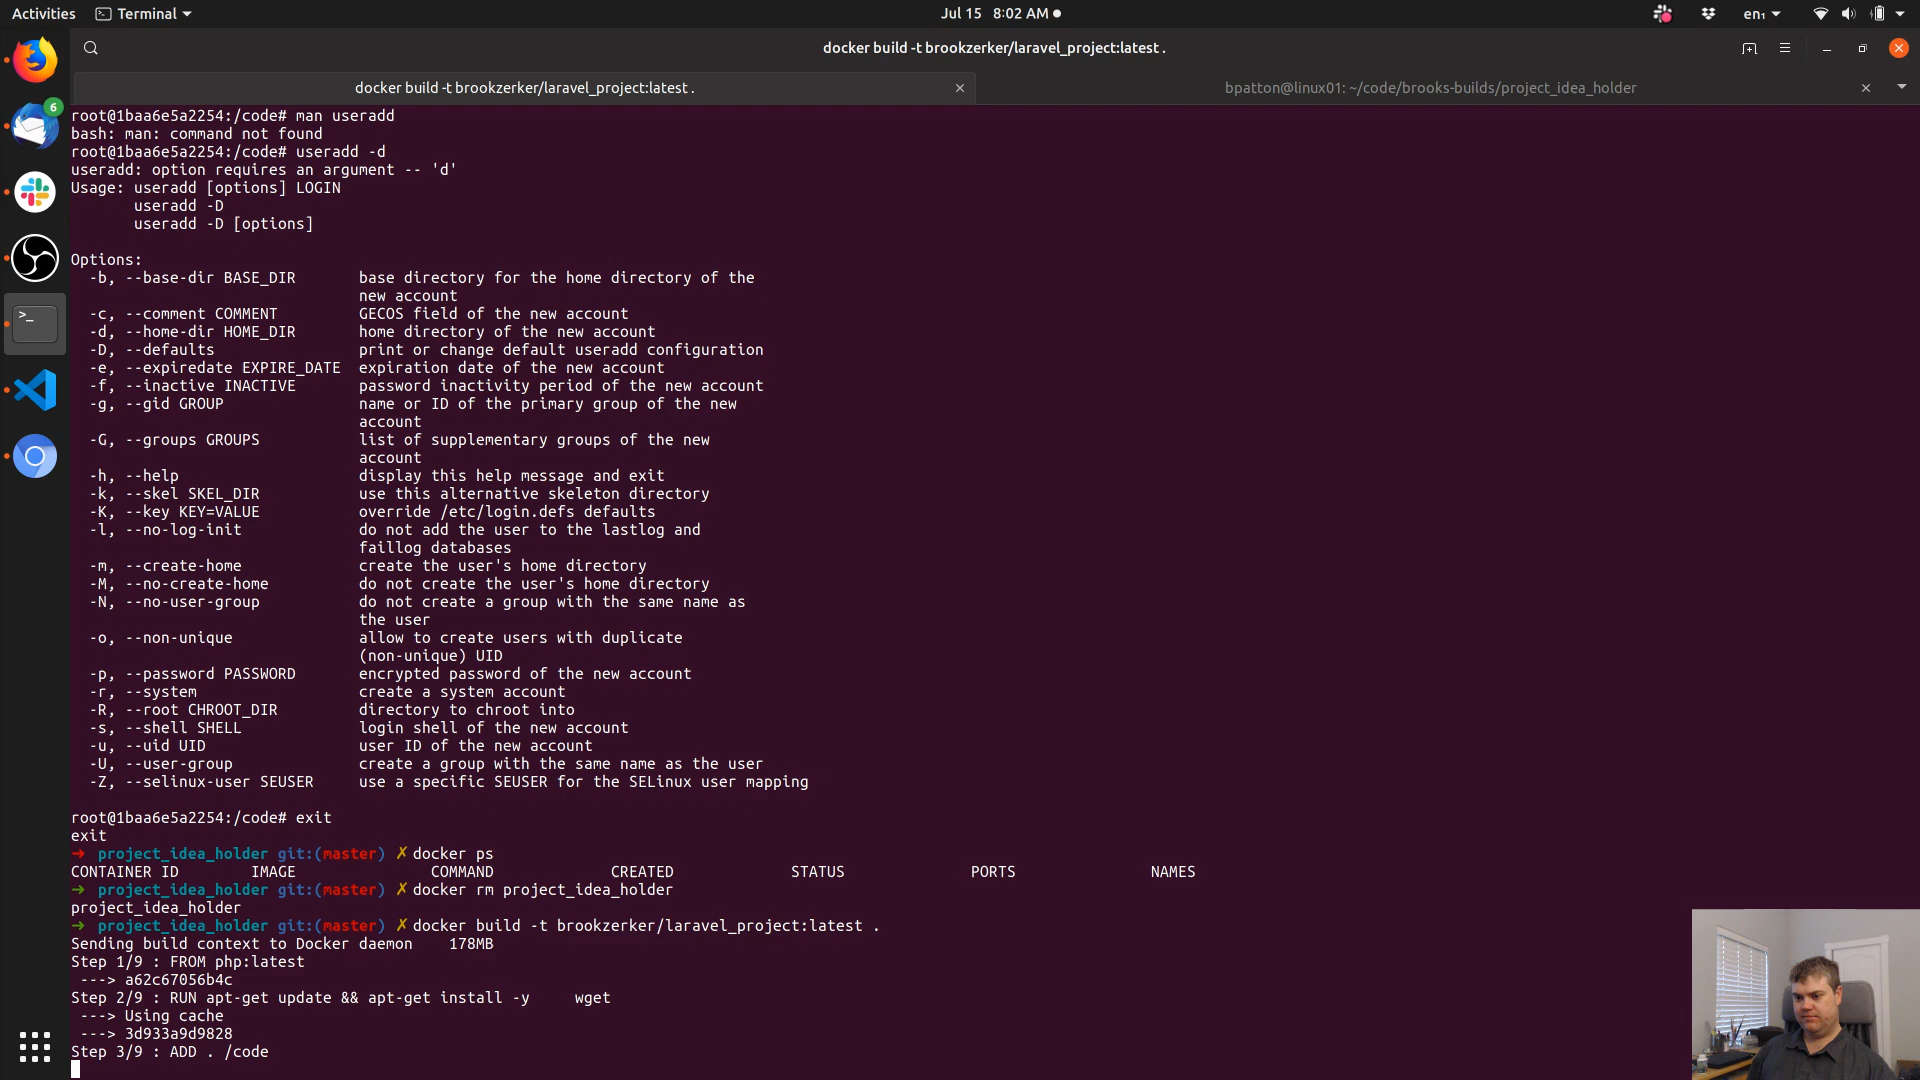 Activities
Terminal
Jul 15 8:02 AM
en₁
docker build -t brookzerker/laravel_project:latest .
docker build -t brookzerker/laravel_project:latest .
bpatton@linux01: ~/code/brooks-builds/project_idea_holder
6
root@1baa6e5a2254:/code# man useradd
bash: man: command not found
root@1baa6e5a2254:/code# useradd -d
useradd: option requires an argument -- 'd'
Usage: useradd [options] LOGIN
       useradd -D
       useradd -D [options]

Options:
  -b, --base-dir BASE_DIR       base directory for the home directory of the
                                new account
  -c, --comment COMMENT         GECOS field of the new account
  -d, --home-dir HOME_DIR       home directory of the new account
  -D, --defaults                print or change default useradd configuration
  -e, --expiredate EXPIRE_DATE  expiration date of the new account
  -f, --inactive INACTIVE       password inactivity period of the new account
  -g, --gid GROUP               name or ID of the primary group of the new
                                account
  -G, --groups GROUPS           list of supplementary groups of the new
                                account
  -h, --help                    display this help message and exit
  -k, --skel SKEL_DIR           use this alternative skeleton directory
  -K, --key KEY=VALUE           override /etc/login.defs defaults
  -l, --no-log-init             do not add the user to the lastlog and
                                faillog databases
  -m, --create-home             create the user's home directory
  -M, --no-create-home          do not create the user's home directory
  -N, --no-user-group           do not create a group with the same name as
                                the user
  -o, --non-unique              allow to create users with duplicate
                                (non-unique) UID
  -p, --password PASSWORD       encrypted password of the new account
  -r, --system                  create a system account
  -R, --root CHROOT_DIR         directory to chroot into
  -s, --shell SHELL             login shell of the new account
  -u, --uid UID                 user ID of the new account
  -U, --user-group              create a group with the same name as the user
  -Z, --selinux-user SEUSER     use a specific SEUSER for the SELinux user mapping

root@1baa6e5a2254:/code# exit
exit
➜  project_idea_holder git:(master) ✗ docker ps
CONTAINER ID        IMAGE               COMMAND             CREATED             STATUS              PORTS               NAMES
➜  project_idea_holder git:(master) ✗ docker rm project_idea_holder
project_idea_holder
➜  project_idea_holder git:(master) ✗ docker build -t brookzerker/laravel_project:latest .
Sending build context to Docker daemon    178MB
Step 1/9 : FROM php:latest
 ---> a62c67056b4c
Step 2/9 : RUN apt-get update && apt-get install -y     wget
 ---> Using cache
 ---> 3d933a9d9828
Step 3/9 : ADD . /code